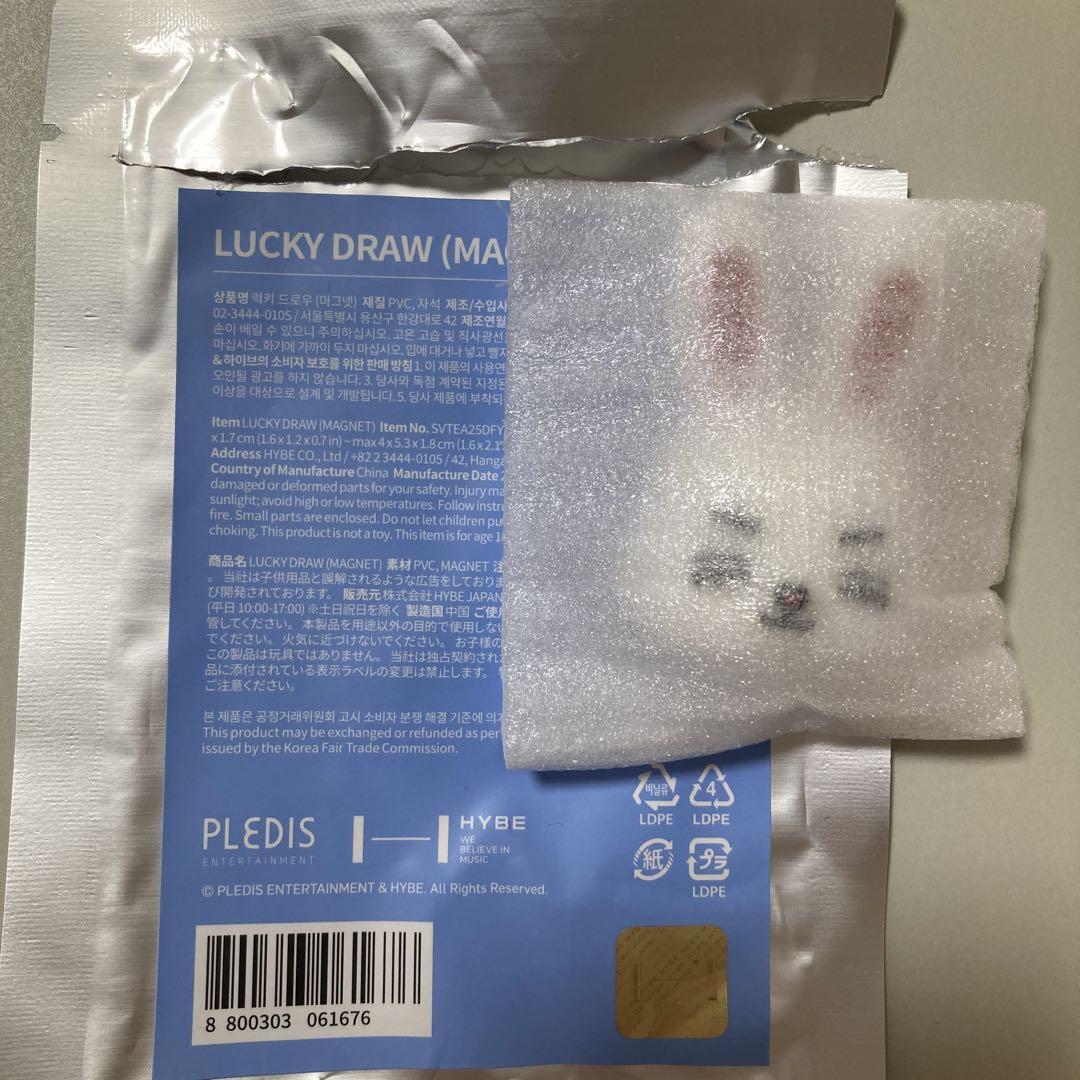 LUCKY DRAW (MA
상품명 럭키 드로우 (마그넷) 재질 PVC, 자석 제조/수입사
02-3444-0105 / 서울특별시 용산구 한강대로 42 제조연월
손이 베일 수 있으니 주의하십시오. 고온 고습 및 직사광선
마십시오. 화기에 가까이 두지 마십시오. 입에 대거나 넣고 빨지
& 하이브의 소비자 보호를 위한 판매 방침 1. 이 제품의 사용연
오인될 광고를 하지 않습니다. 3. 당사와 독점 계약된 지정된
이상을 대상으로 설계 및 개발됩니다. 5. 당사 제품에 부착되
Item LUCKY DRAW (MAGNET) Item No. SVTEA25DFY
x 1.7 cm (1.6 x 1.2 x 0.7 in) ~ max 4 x 5.3 x 1.8 cm (1.6 x 2.1
Address HYBE CO., Ltd / +82 2 3444-0105 / 42, Hanga
Country of Manufacture China Manufacture Date 2
damaged or deformed parts for your safety. Injury ma
sunlight; avoid high or low temperatures. Follow instru
fire. Small parts are enclosed. Do not let children pu
choking. This product is not a toy. This item is for age 1
商品名 LUCKY DRAW (MAGNET) 素材 PVC, MAGNET 注
。 当社は子供用品と誤解されるような広告をしておりま
び開発されております。 販売元 株式会社 HYBE JAPAN
(平日 10:00-17:00) ※土日祝日を除く 製造国 中国 ご使用
管してください。 本製品を用途以外の目的で使用しない
でください。 火気に近づけないでください。 お子様の
この製品は玩具ではありません。 当社は独占契約された
品に添付されている表示ラベルの変更は禁止します。
ご注意ください。
본 제품은 공정거래위원회 고시 소비자 분쟁 해결 기준에 의거
This product may be exchanged or refunded as per
issued by the Korea Fair Trade Commission.
비닐류
LDPE
4
LDPE
紙
プラ
LDPE
PLEDIS
ENTERTAINMENT
HYBE
WE
BELIEVE IN
MUSIC
© PLEDIS ENTERTAINMENT & HYBE. All Rights Reserved.
8 800303 061676